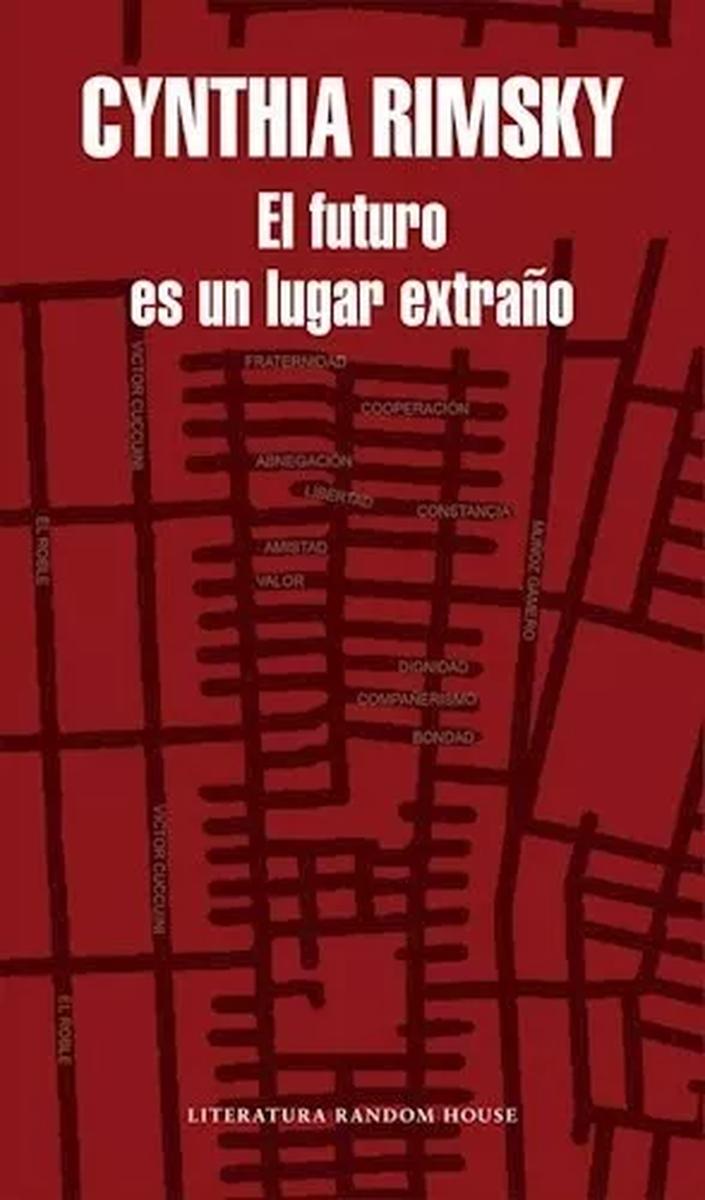 CYNTHIA RIMSKY
El futuro
es un lugar extraño
FRATERNIDAD
VICTOR CUCCUINI
COOPERACIÓN
ABNEGACIÓN
LIBERTAD
CONSTANCIA
EL ROBLE
MUÑOZ GAMERO
AMISTAD
VALOR
DIGNIDAD
COMPAÑERISMO
BONDAD
VICTOR CUCCUINI
EL ROBLE
LITERATURA RANDOM HOUSE